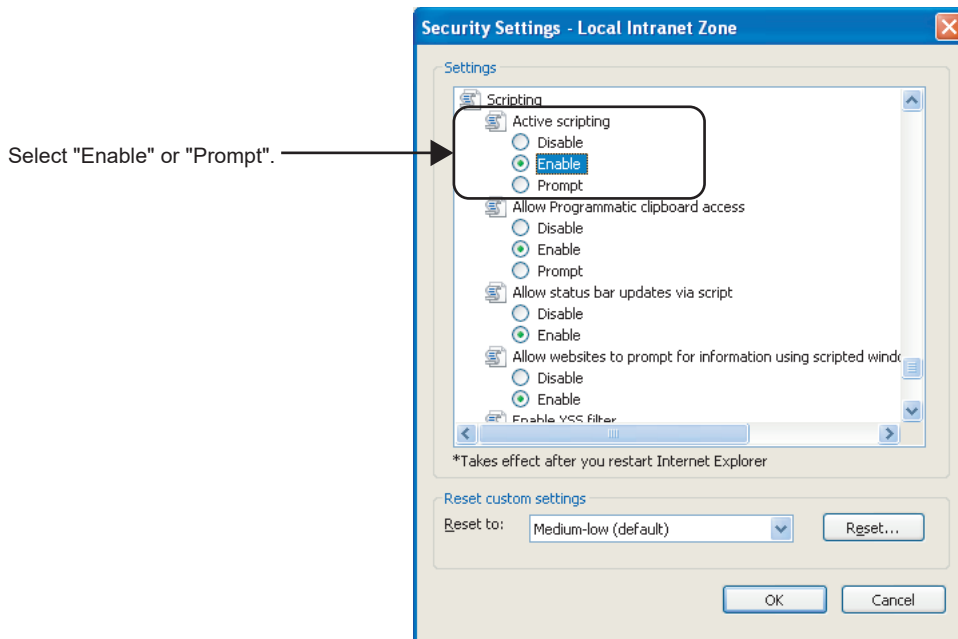 Security Settings - Local Intranet Zone
Settings
Scripting
Active scripting
Disable
Select "Enable" or "Prompt".
Enable
Prompt
Allow Programmatic clipboard access
Disable
Enable
Prompt
Allow status bar updates via script
Disable
Enable
Allow websites to prompt for information using scripted windo
Disable
Enable
Enable XSS filter
*Takes effect after you restart Internet Explorer
Reset custom settings
Reset to:
Medium-low (default)
Reset...
OK
Cancel